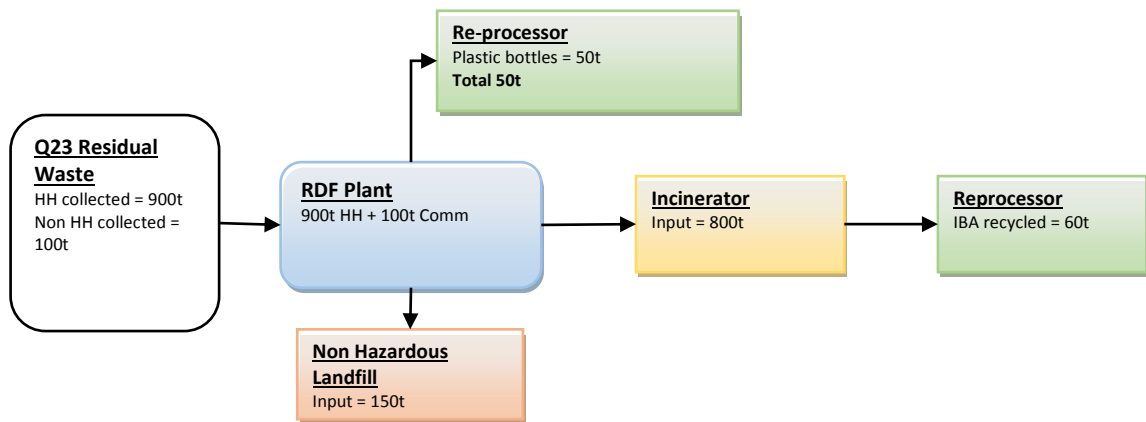 Re-processor
Plastic bottles = 50t
Total 50t
Q23 Residual
Waste
HH collected = 900t
Non HH collected =
100t
RDF Plant
900t HH + 100t Comm
Incinerator
Input = 800t
Reprocessor
IBA recycled = 60t
Non Hazardous
Landfill
Input = 150t